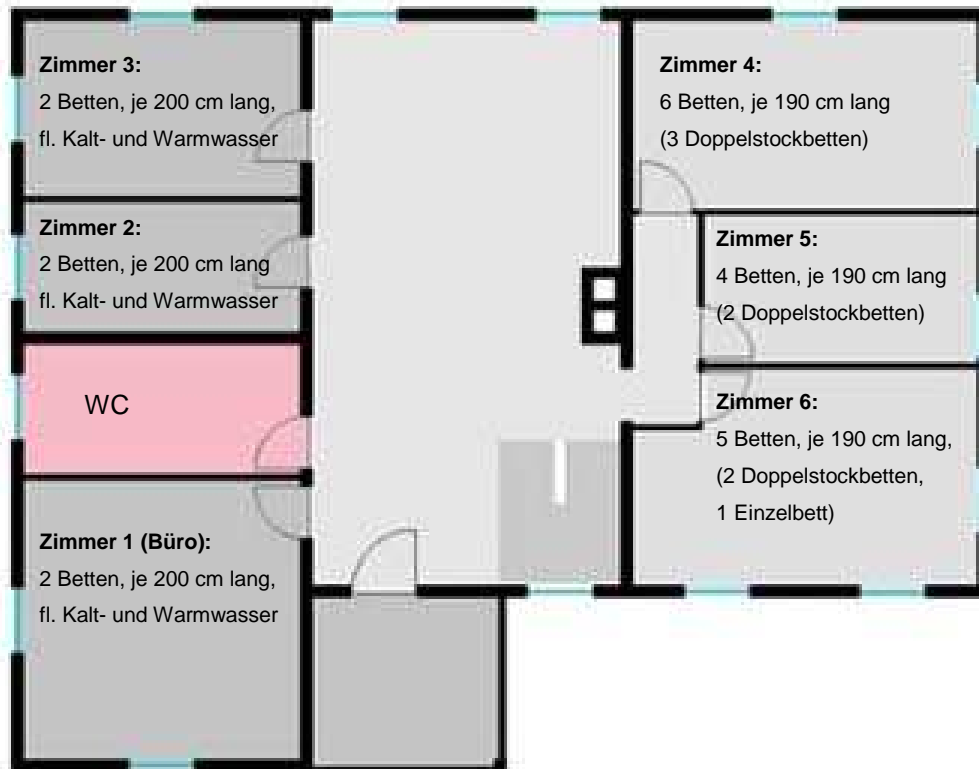 Zimmer 3:
2 Betten, je 200 cm lang,
fl. Kalt- und Warmwasser
Zimmer 2:
2 Betten, je 200 cm lang
fl. Kalt- und Warmwasser
WC
Zimmer 1 (Büro):
2 Betten, je 200 cm lang,
fl. Kalt- und Warmwasser
Zimmer 4:
6 Betten, je 190 cm lang
(3 Doppelstockbetten)
Zimmer 5:
4 Betten, je 190 cm lang
(2 Doppelstockbetten)
Zimmer 6:
5 Betten, je 190 cm lang,
(2 Doppelstockbetten,
1 Einzelbett)